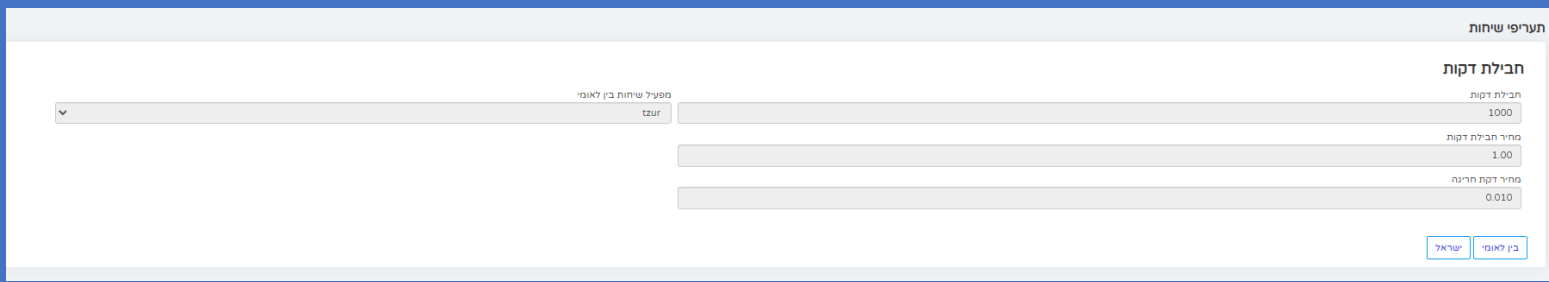 תעריפי שיחות
חבילת דקות
חבילת דקות
1000
מפעיל שיחות בין לאומי
tzur
מחיר חבילת דקות
1.00
מחיר דקת חריגה
0.010
בין לאומי
ישראל